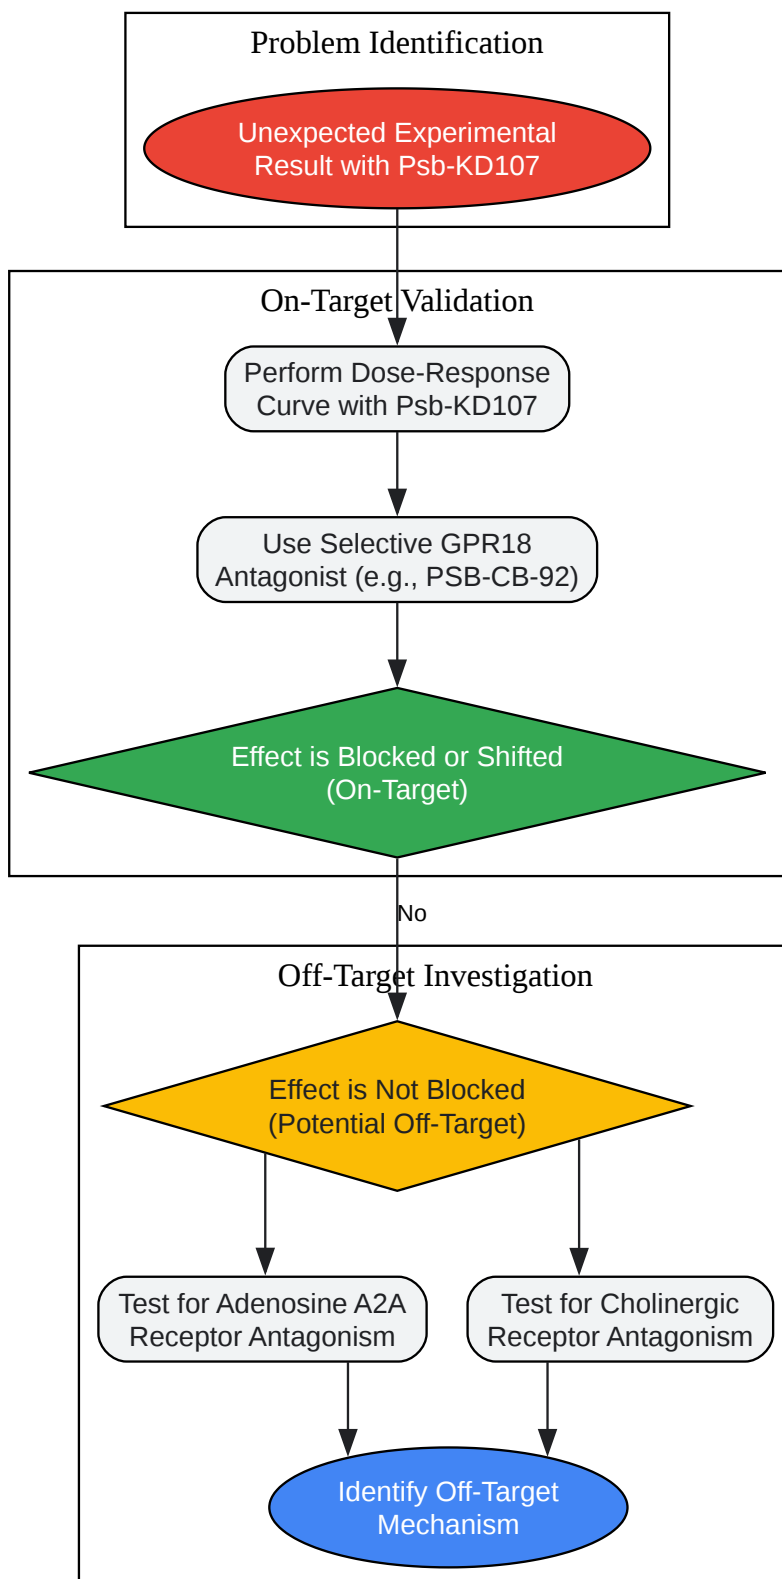 Problem Identification
Unexpected Experimental
Result with Psb-KD107
On-Target Validation
Perform Dose-Response
Curve with Psb-KD107
Use Selective GPR18
Antagonist (e.g., PSB-CB-92)
Effect is Blocked or Shifted
(On-Target)
No
Off-Target Investigation
Effect is Not Blocked
(Potential Off-Target)
Test for Adenosine A2A
Receptor Antagonism
Test for Cholinergic
Receptor Antagonism
Identify Off-Target
Mechanism